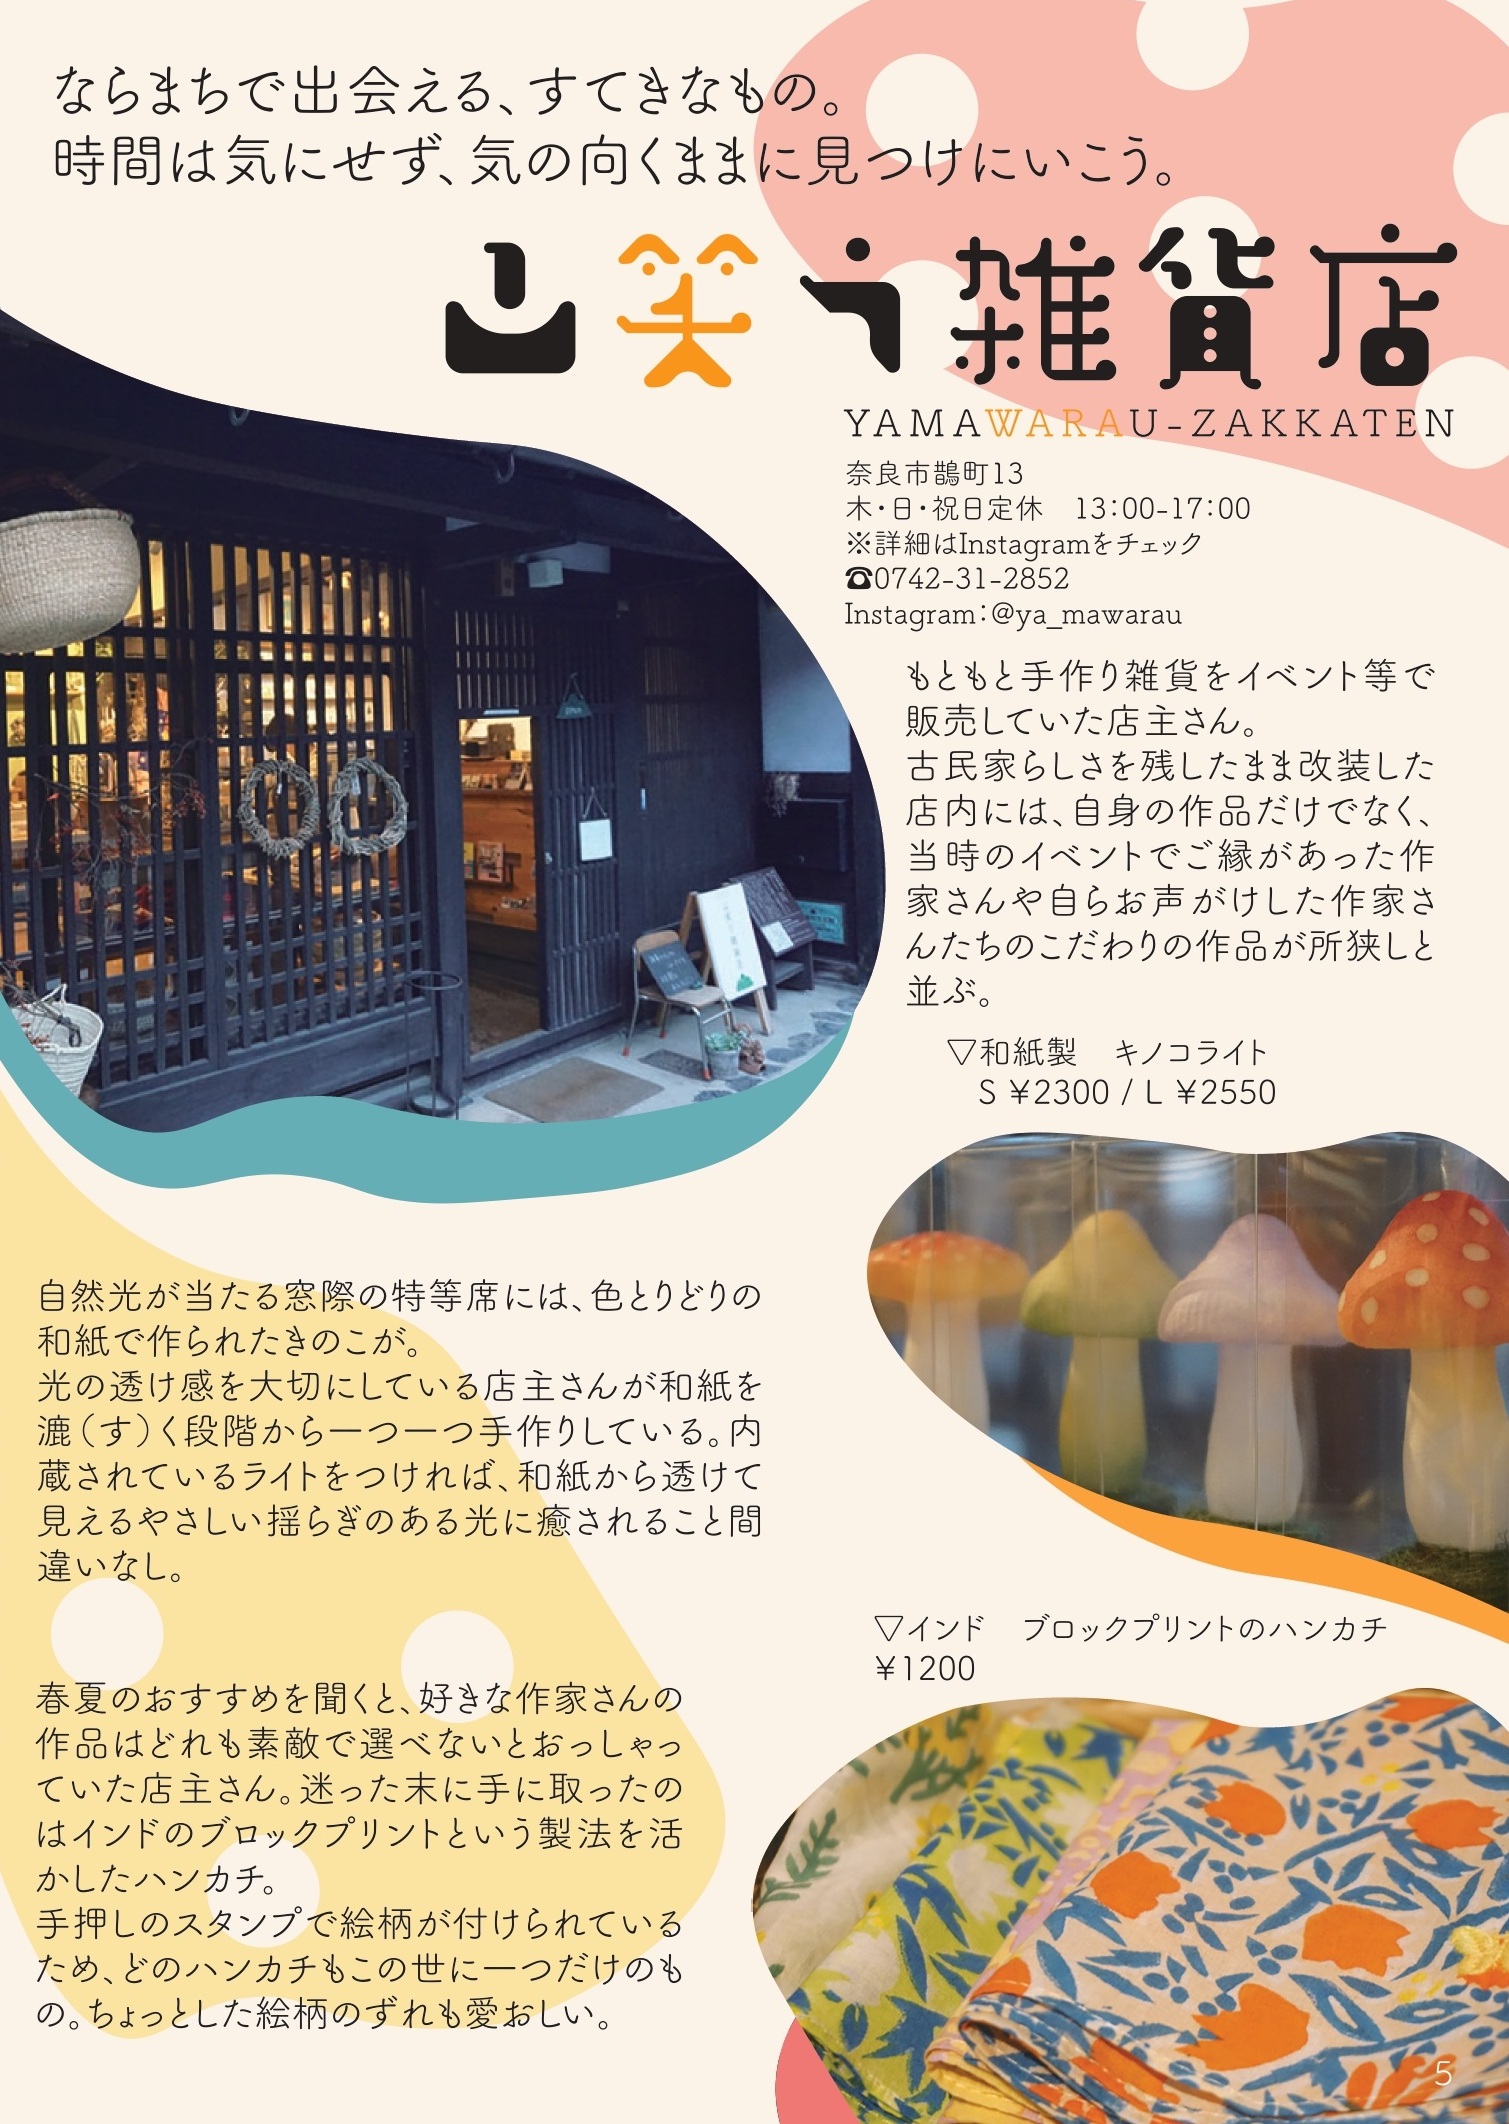 ならまちで出会える、すてきなもの。
時間は気にせず、気の向くままに見つけにいこう。
山笑う雑貨店
YAMAWARAU-ZAKKATEN
奈良市鵲町13
木・日・祝日定休　13:00-17:00
※詳細はInstagramをチェック
☎0742-31-2852
Instagram:@ya_mawarau
もともと手作り雑貨をイベント等で
販売していた店主さん。
古民家らしさを残したまま改装した
店内には、自身の作品だけでなく、
当時のイベントでご縁があった作
家さんや自らお声がけした作家さ
んたちのこだわりの作品が所狭しと
並ぶ。
▽和紙製　キノコライト
S ¥2300 / L ¥2550
自然光が当たる窓際の特等席には、色とりどりの
和紙で作られたきのこが。
光の透け感を大切にしている店主さんが和紙を
漉（す）く段階から一つ一つ手作りしている。内
蔵されているライトをつければ、和紙から透けて
見えるやさしい揺らぎのある光に癒されること間
違いなし。
▽インド　ブロックプリントのハンカチ
¥1200
春夏のおすすめを聞くと、好きな作家さんの
作品はどれも素敵で選べないとおっしゃっ
ていた店主さん。迷った末に手に取ったの
はインドのブロックプリントという製法を活
かしたハンカチ。
手押しのスタンプで絵柄が付けられている
ため、どのハンカチもこの世に一つだけのも
の。ちょっとした絵柄のずれも愛おしい。
5